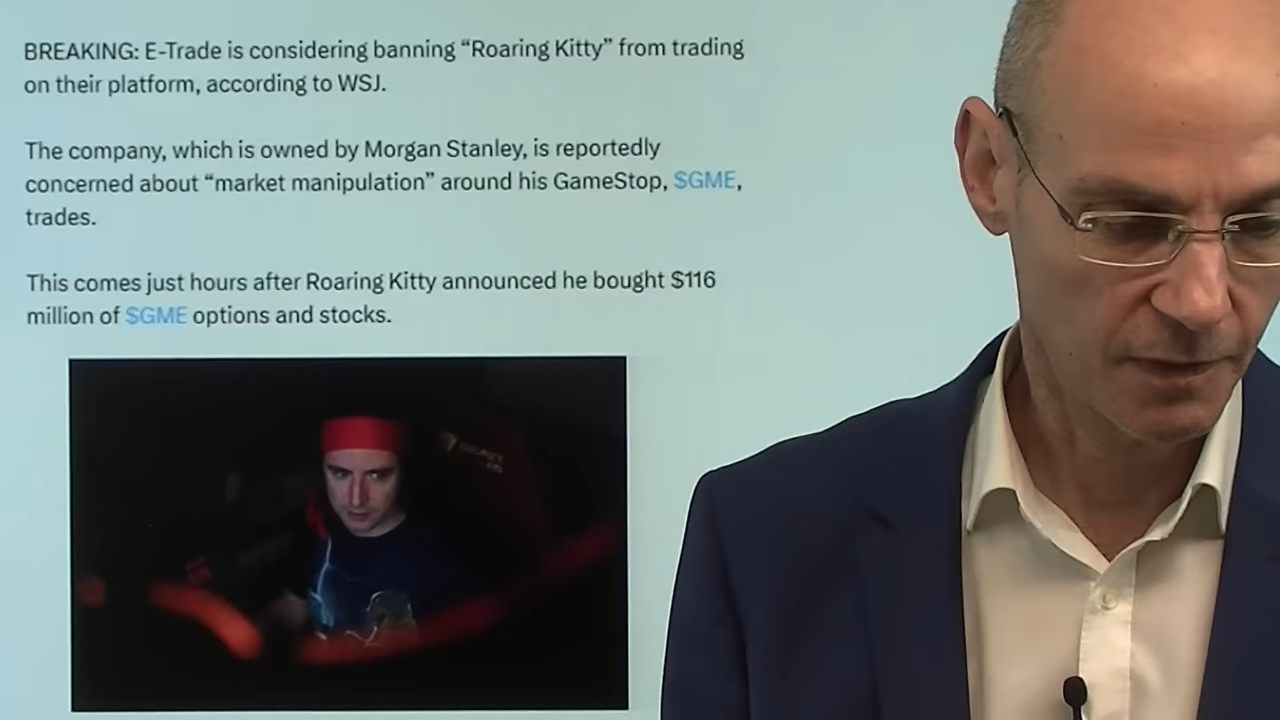 BREAKING: E-Trade is considering banning “Roaring Kitty” from trading
on their platform, according to WSJ.
The company, which is owned by Morgan Stanley, is reportedly
concerned about “market manipulation” around his GameStop, $GME,
trades.
This comes just hours after Roaring Kitty announced he bought $116
million of $GME options and stocks.